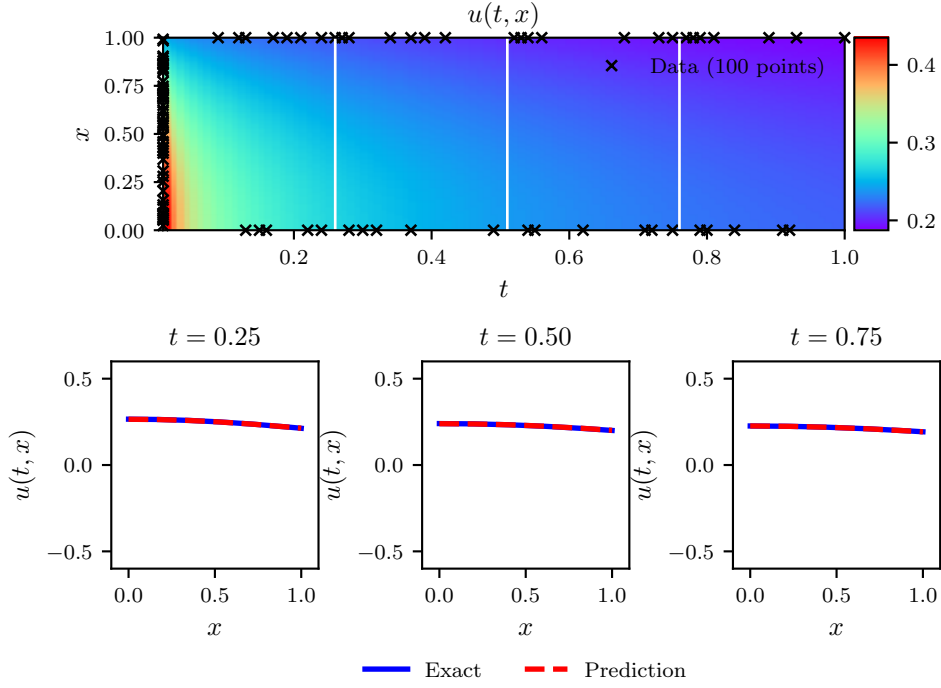 u(t, x)
1.00
0.75
0.50
0.25
0.00
x
Data (100 points)
0.2 0.4 0.6 0.8 1.0
t
0.4
0.3
0.2
t = 0.25
0.5
0.0
−0.5
u(t, x)
0.0 0.5 1.0
x
t = 0.50
0.5
0.0
−0.5
u(t, x)
0.0 0.5 1.0
x
t = 0.75
0.5
0.0
−0.5
u(t, x)
0.0 0.5 1.0
x
Exact Prediction